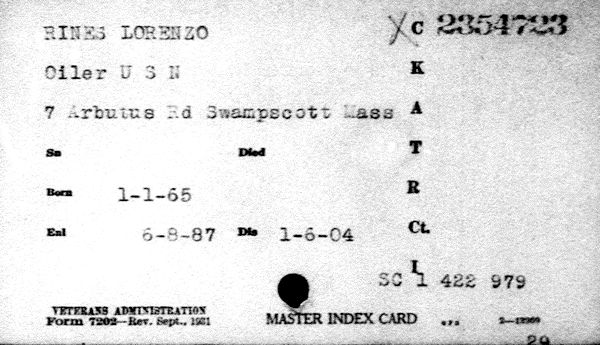 RINES LORENZO X C 2354723
Oiler U S N K
7 Arbutus Rd Swampscott Mass A
Sn Died T
Born 1-1-65 R
Enl 6-8-87 Dis 1-6-04 Ct.
I
SC 1 422 979
VETERANS ADMINISTRATION
Form 7202—Rev. Sept., 1931 MASTER INDEX CARD
29